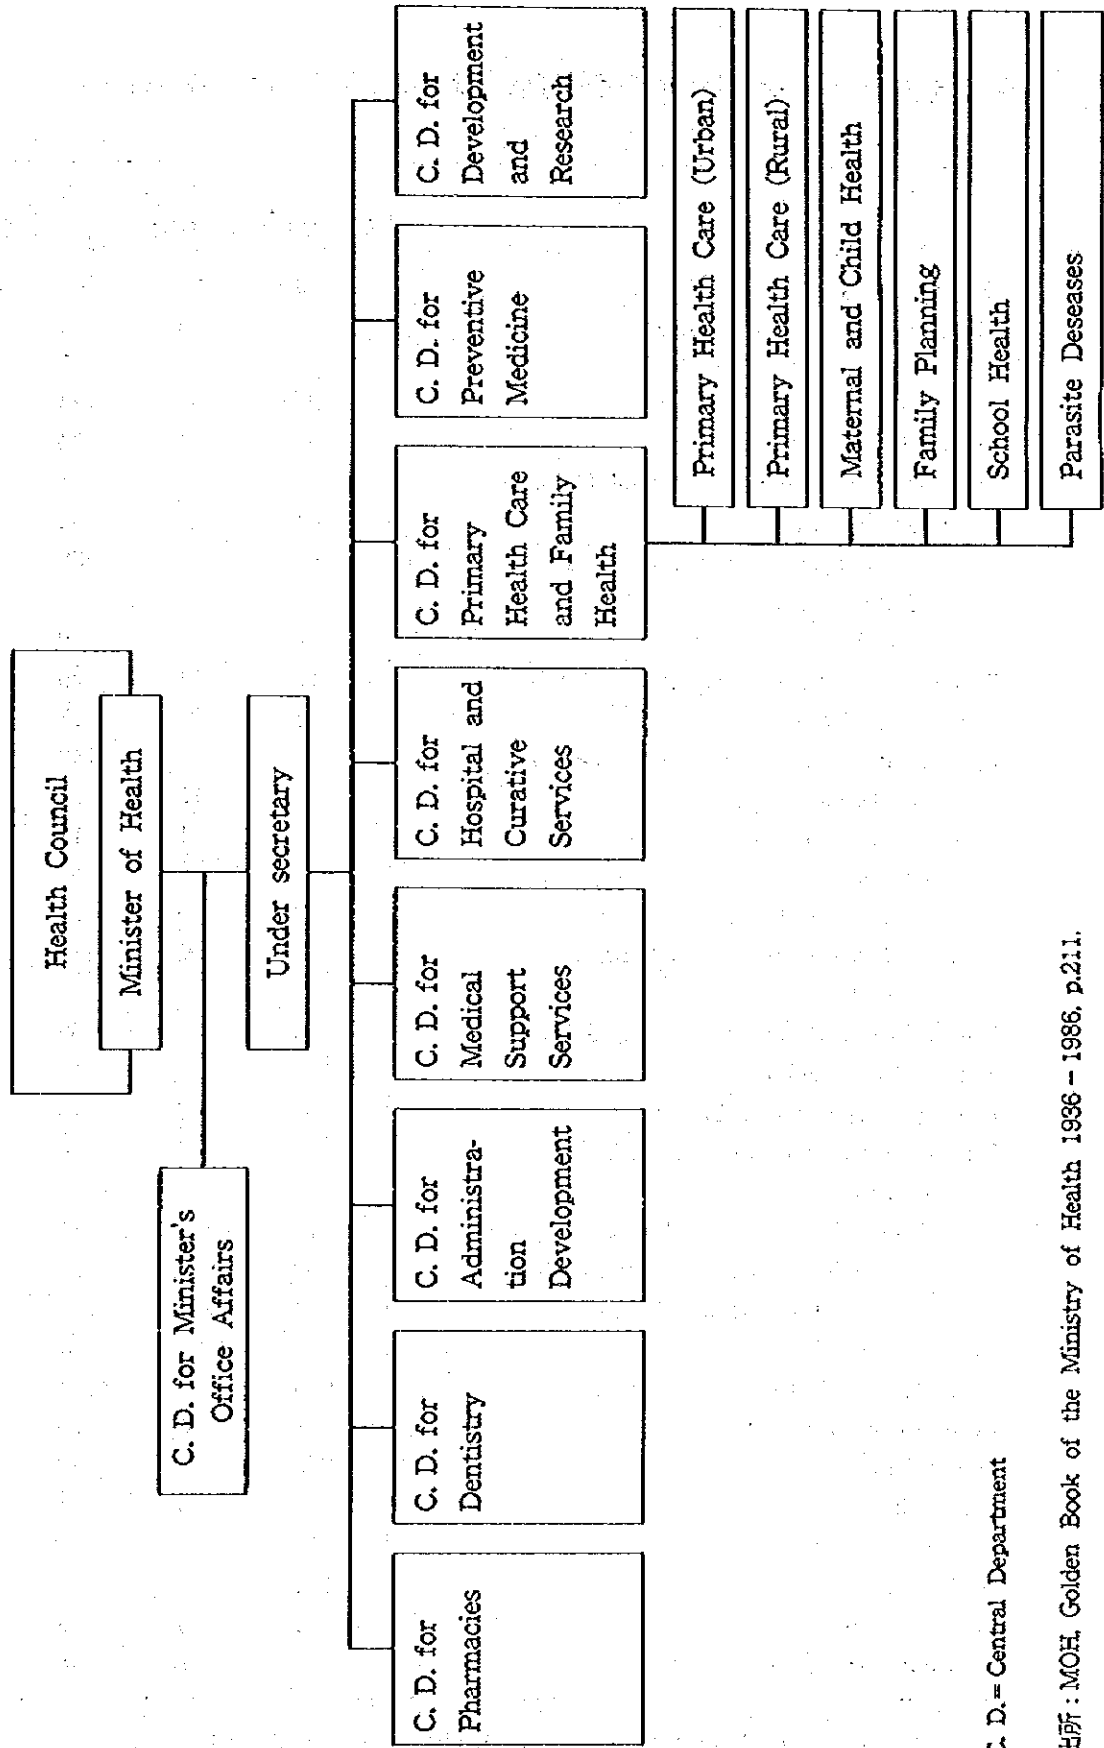 Health Council
Minister of Health
C. D. for Minister's
Office Affairs
Under secretary
C. D. for
Pharmacies
C. D. for
Dentistry
C. D. for
Administra-
tion
Development
C. D. for
Medical
Support
Services
C. D. for
Hospital and
Curative
Services
C. D. for
Primary
Health Care
and Family
Health
C. D. for
Preventive
Medicine
C. D. for
Development
and
Research
Primary Health Care (Urban)
Primary Health Care (Rural)
Maternal and Child Health
Family Planning
School Health
Parasite Deseases
C. D. = Central Department
出所 : MOH, Golden Book of the Ministry of Health 1936 – 1986, p.211.